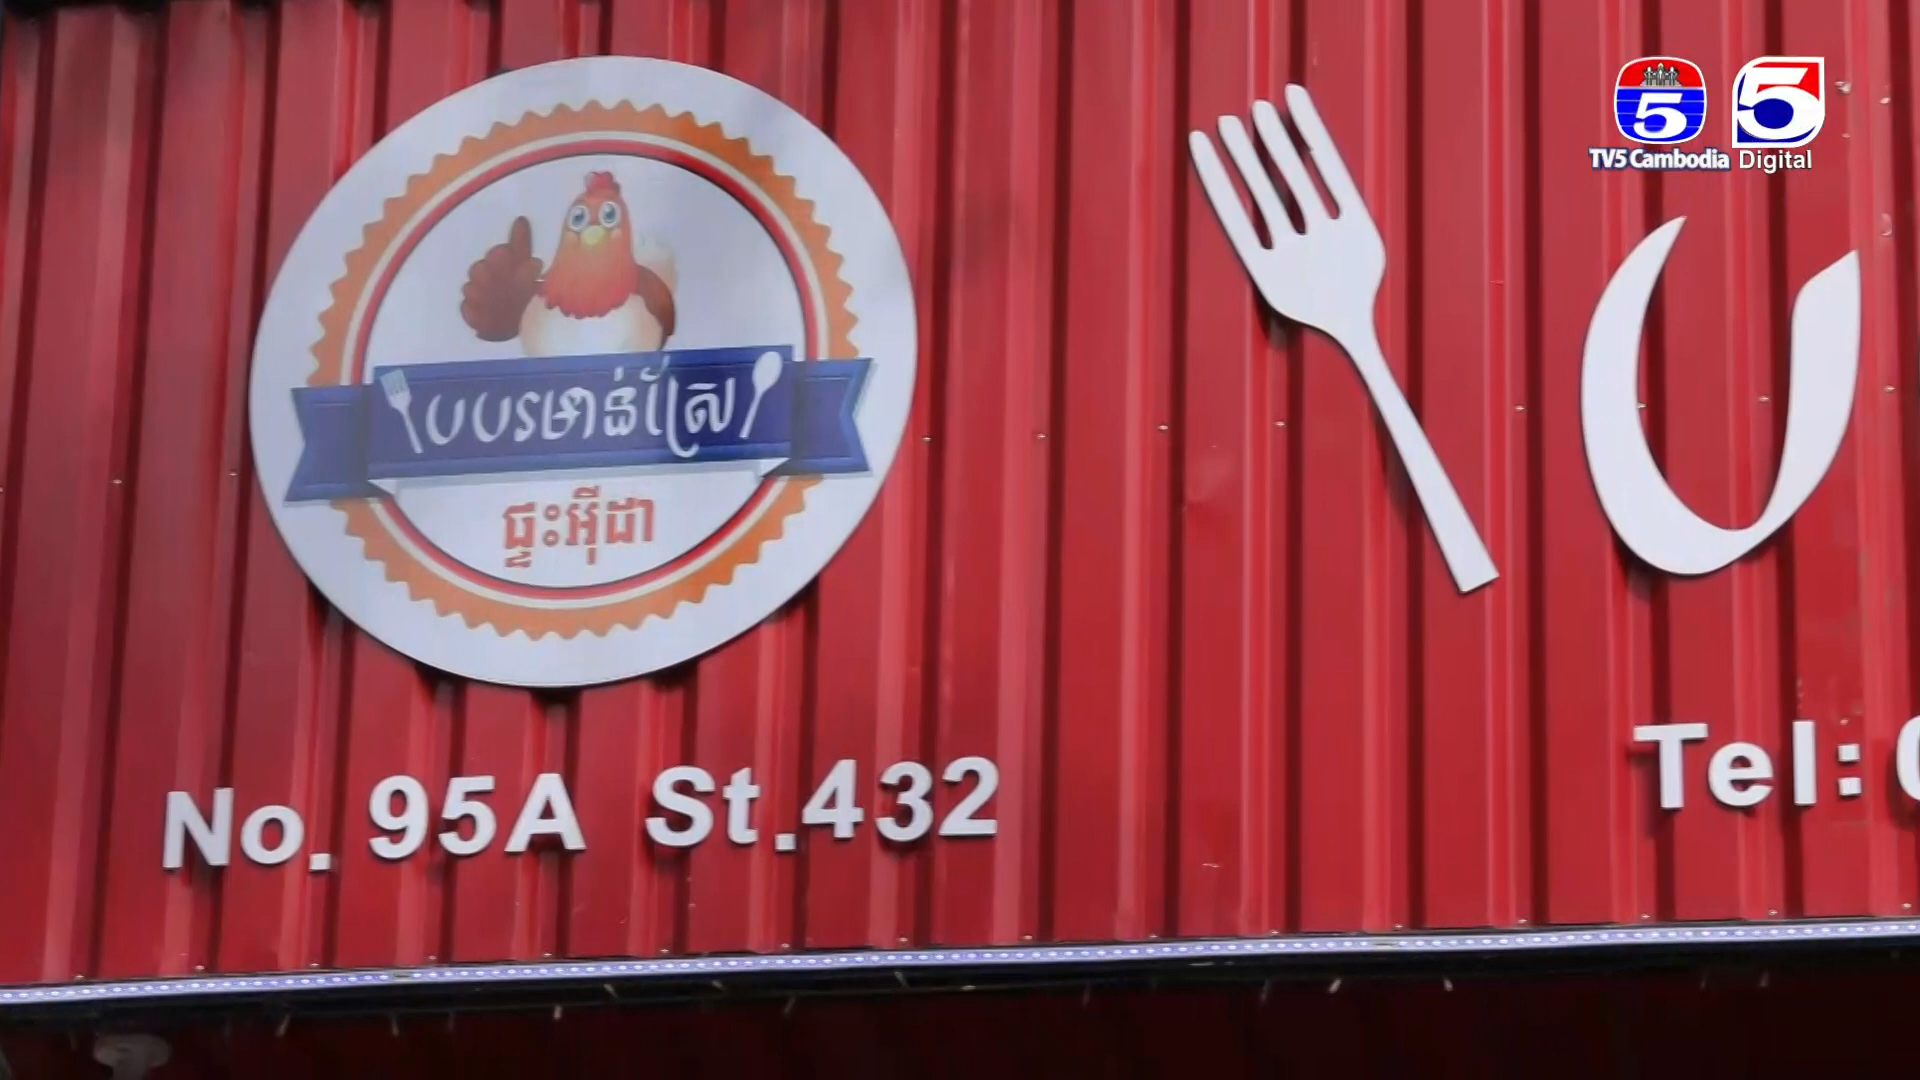 បបរមាន់ស្រែ
ផ្ទះអ៊ីដា
No. 95A St.432
Tel:
TV5 Cambodia
5 Digital